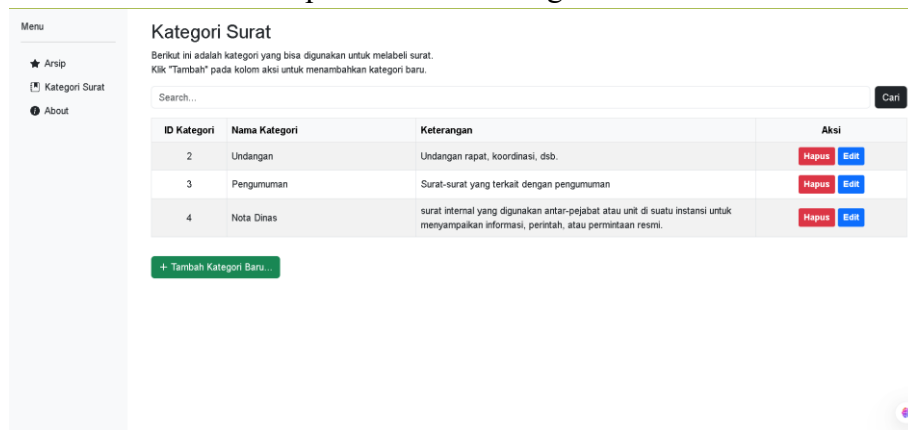 Menu
Arsip
Kategori Surat
About
Kategori Surat
Berikut ini adalah kategori yang bisa digunakan untuk melabeli surat.
Klik "Tambah" pada kolom aksi untuk menambahkan kategori baru.
Search...
Cari
ID Kategori Nama Kategori Keterangan Aksi
2 Undangan Undangan rapat, koordinasi, dsb. Hapus Edit
3 Pengumuman Surat-surat yang terkait dengan pengumuman Hapus Edit
4 Nota Dinas surat internal yang digunakan antar-pejabat atau unit di suatu instansi untuk
menyampaikan informasi, perintah, atau permintaan resmi. Hapus Edit
+ Tambah Kategori Baru...